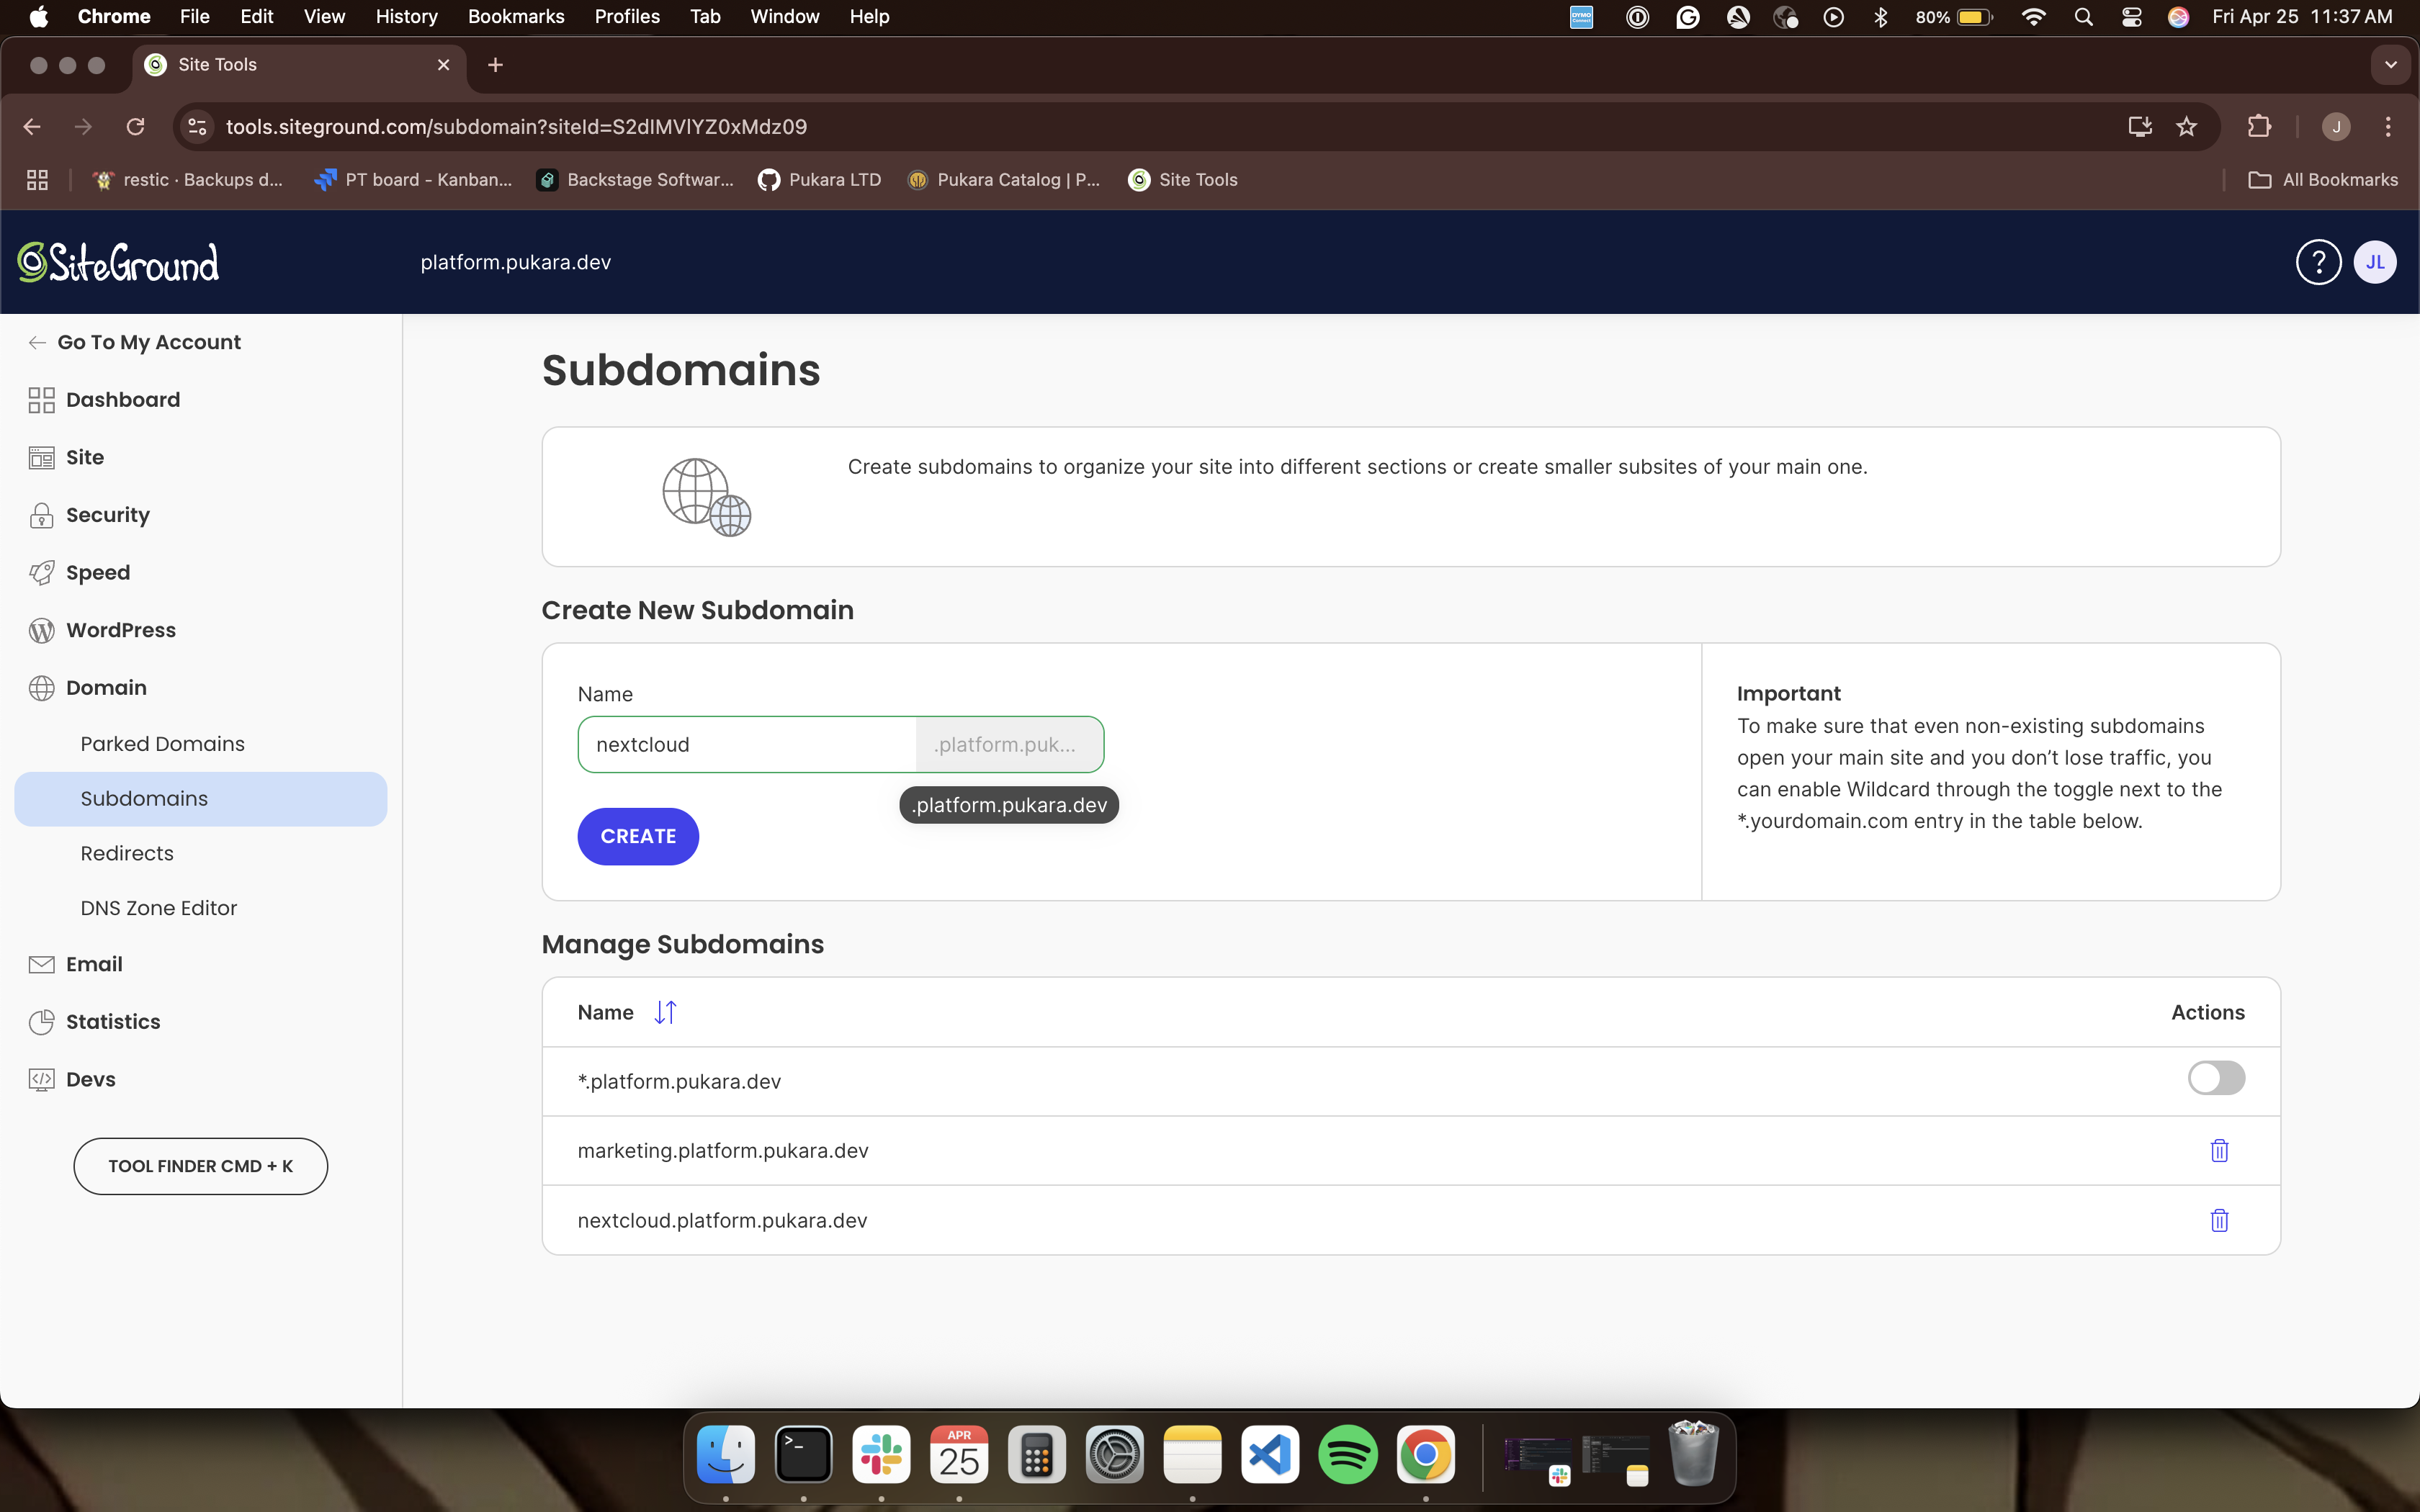 Chrome File Edit View History Bookmarks Profiles Tab Window Help
DYMO
80%
Fri Apr 25 11:37 AM
Site Tools
tools.siteground.com/subdomain?siteId=S2dIMVlYZ0xMdz09
J
restic · Backups d...
PT board - Kanban...
Backstage Softwar...
Pukara LTD
Pukara Catalog | P...
Site Tools
All Bookmarks
SiteGround
platform.pukara.dev
?
JL
Go To My Account
Dashboard
Site
Security
Speed
WordPress
Domain
Parked Domains
Subdomains
Redirects
DNS Zone Editor
Email
Statistics
Devs
TOOL FINDER CMD + K
Subdomains
Create subdomains to organize your site into different sections or create smaller subsites of your main one.
Create New Subdomain
Name
nextcloud
.platform.puk...
.platform.pukara.dev
CREATE
Important
To make sure that even non-existing subdomains
open your main site and you don’t lose traffic, you
can enable Wildcard through the toggle next to the
*.yourdomain.com entry in the table below.
Manage Subdomains
Name
Actions
*.platform.pukara.dev
marketing.platform.pukara.dev
nextcloud.platform.pukara.dev
APR
25